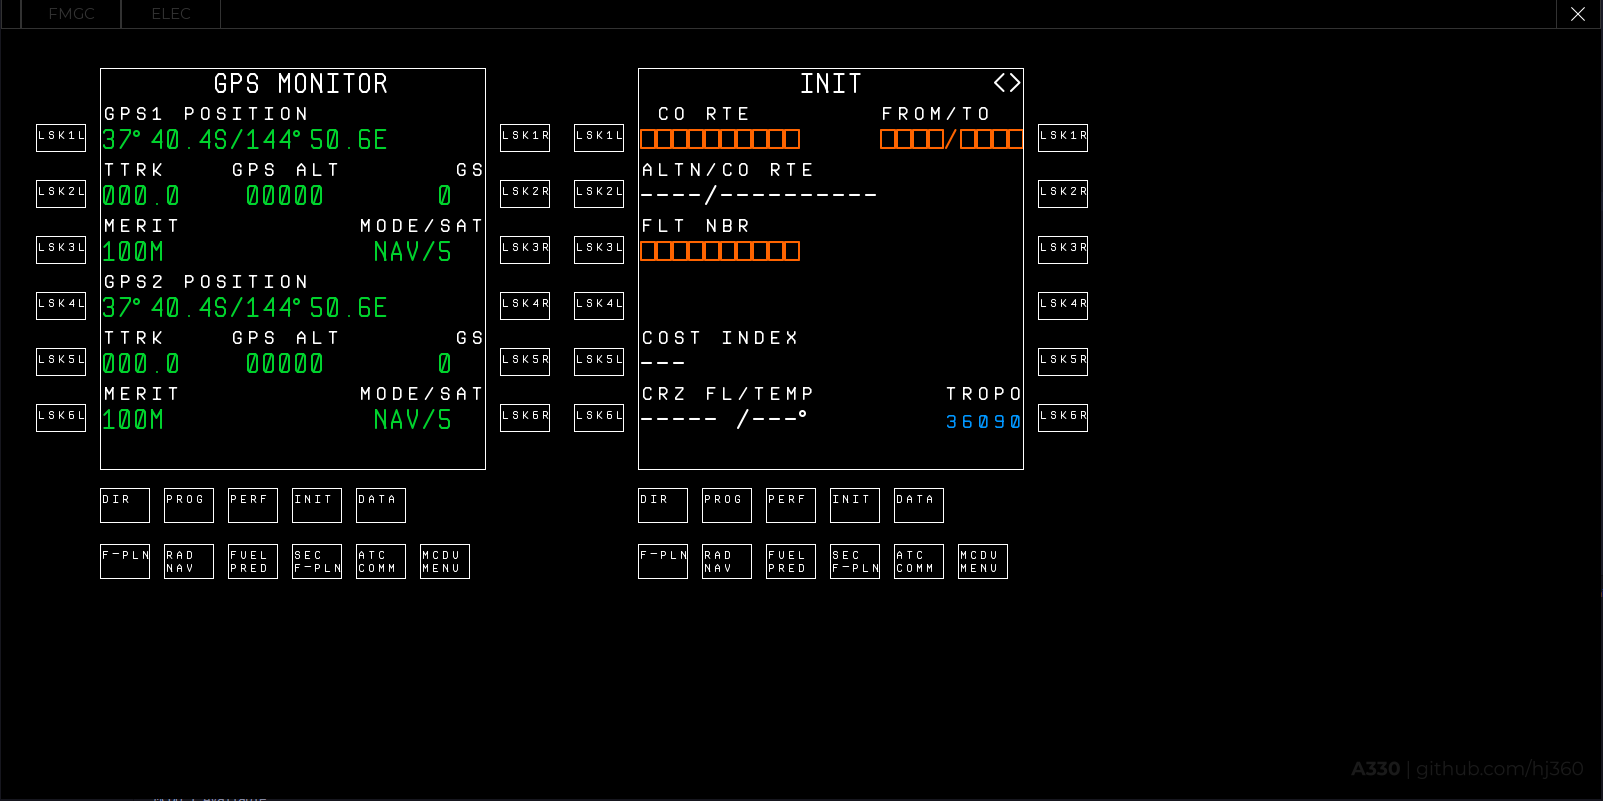 FMGC ELEC
GPS MONITOR
GPS1 POSITION
LSK1L 37°40.4S/144°50.6E LSK1R
TTRK GPS ALT GS
LSK2L 000.0 00000 0 LSK2R
MERIT MODE/SAT
LSK3L 100M NAV/5 LSK3R
GPS2 POSITION
LSK4L 37°40.4S/144°50.6E LSK4R
TTRK GPS ALT GS
LSK5L 000.0 00000 0 LSK5R
MERIT MODE/SAT
LSK6L 100M NAV/5 LSK6R
DIR PROG PERF INIT DATA
F-PLN RAD NAV FUEL PRED SEC F-PLN ATC COMM MCDU MENU
INIT <>
CO RTE FROM/TO
LSK1L □□□□□□□□□□ □□□□/□□□□ LSK1R
ALTN/CO RTE
LSK2L ----/---------- LSK2R
FLT NBR
LSK3L □□□□□□□□□□ LSK3R
LSK4L LSK4R
COST INDEX
LSK5L --- LSK5R
CRZ FL/TEMP TROPO
LSK6L ----- /---° 36090 LSK6R
DIR PROG PERF INIT DATA
F-PLN RAD NAV FUEL PRED SEC F-PLN ATC COMM MCDU MENU
A330 | github.com/hj360